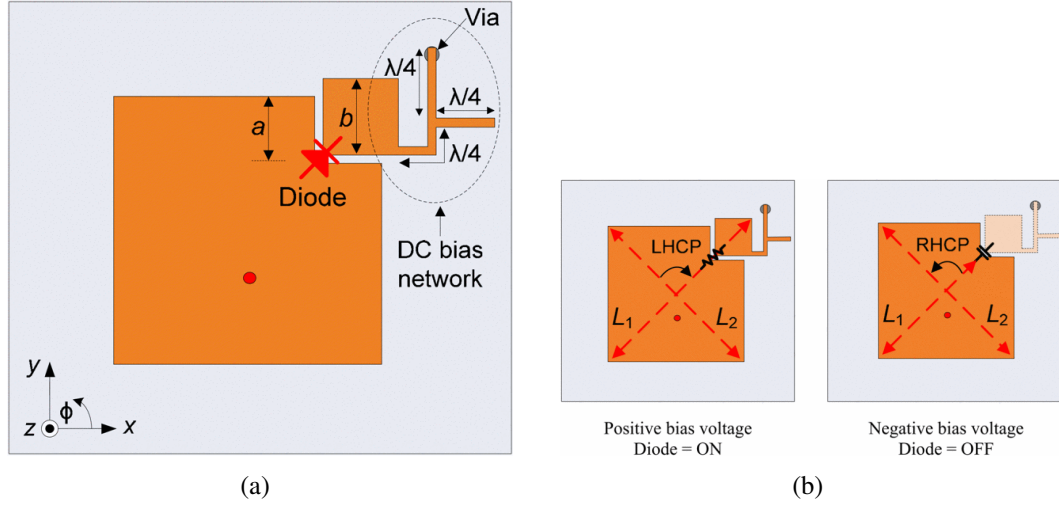 Via
λ/4
λ/4
a
b
λ/4
Diode
DC bias
network
y
ϕ
z
x
(a)
LHCP
L1
L2
Positive bias voltage
Diode = ON
RHCP
L1
L2
Negative bias voltage
Diode = OFF
(b)